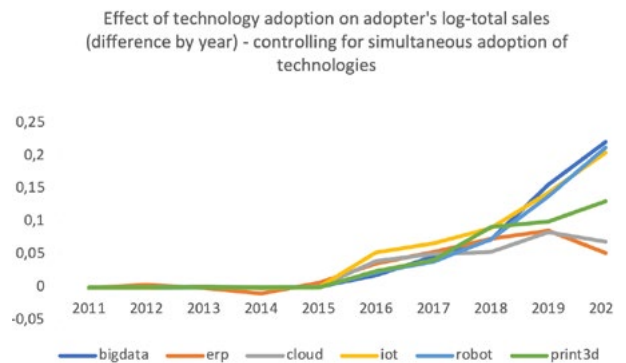 Effect of technology adoption on adopter's log-total sales
(difference by year) - controlling for simultaneous adoption of
technologies
0,25
0,2
0,15
0,1
0,05
0
-0,05
2011 2012 2013 2014 2015 2016 2017 2018 2019 202
bigdata erp cloud iot robot print3d